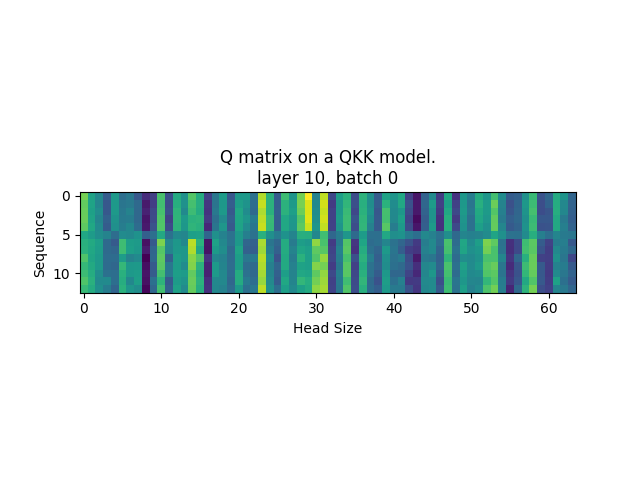 Q matrix on a QKK model.
layer 10, batch 0
0
5
10
Sequence
0 10 20 30 40 50 60
Head Size